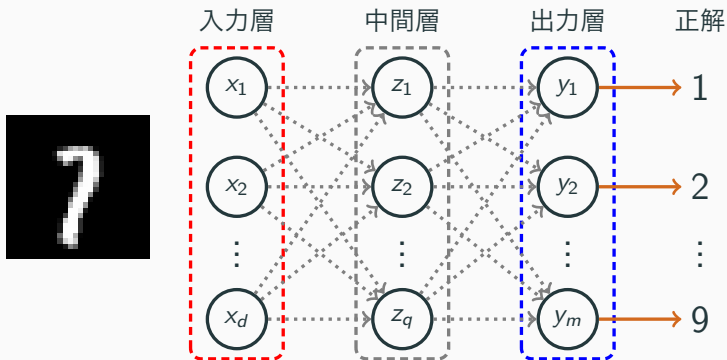 入力層 中間層 出力層 正解
x1 z1 y1 1
x2 z2 y2 2
⋮ ⋮ ⋮ ⋮
xd zq ym 9
7